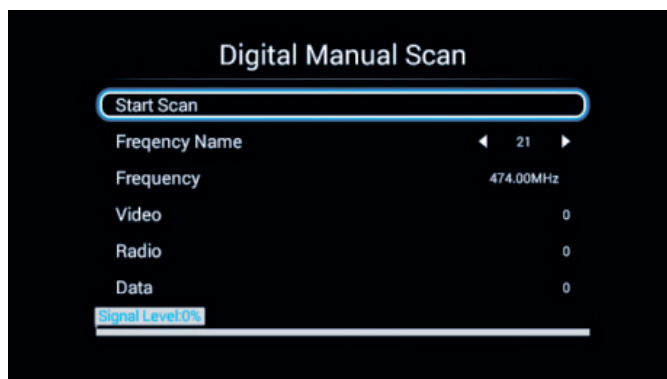 Digital Manual Scan
Start Scan
Freqency Name 21
Frequency 474.00MHz
Video 0
Radio 0
Data 0
Signal Level:0%